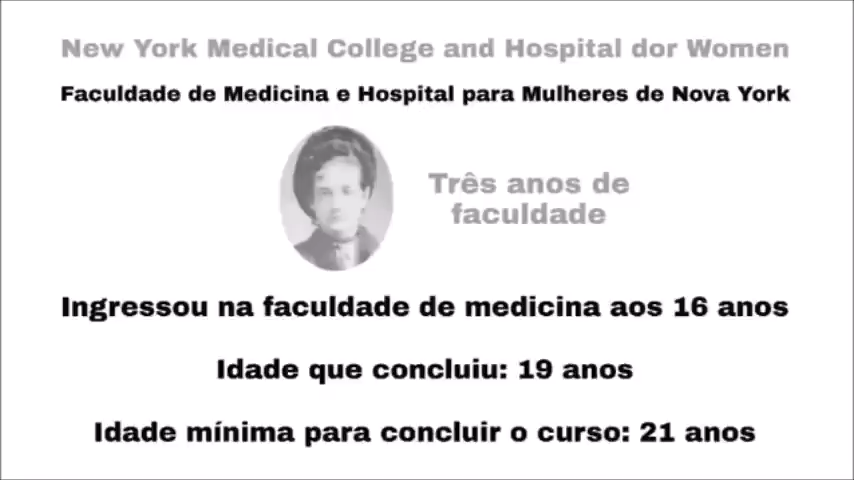 New York Medical College and Hospital dor Women
Faculdade de Medicina e Hospital para Mulheres de Nova York
Três anos de
faculdade
Ingressou na faculdade de medicina aos 16 anos
Idade que concluiu: 19 anos
Idade mínima para concluir o curso: 21 anos